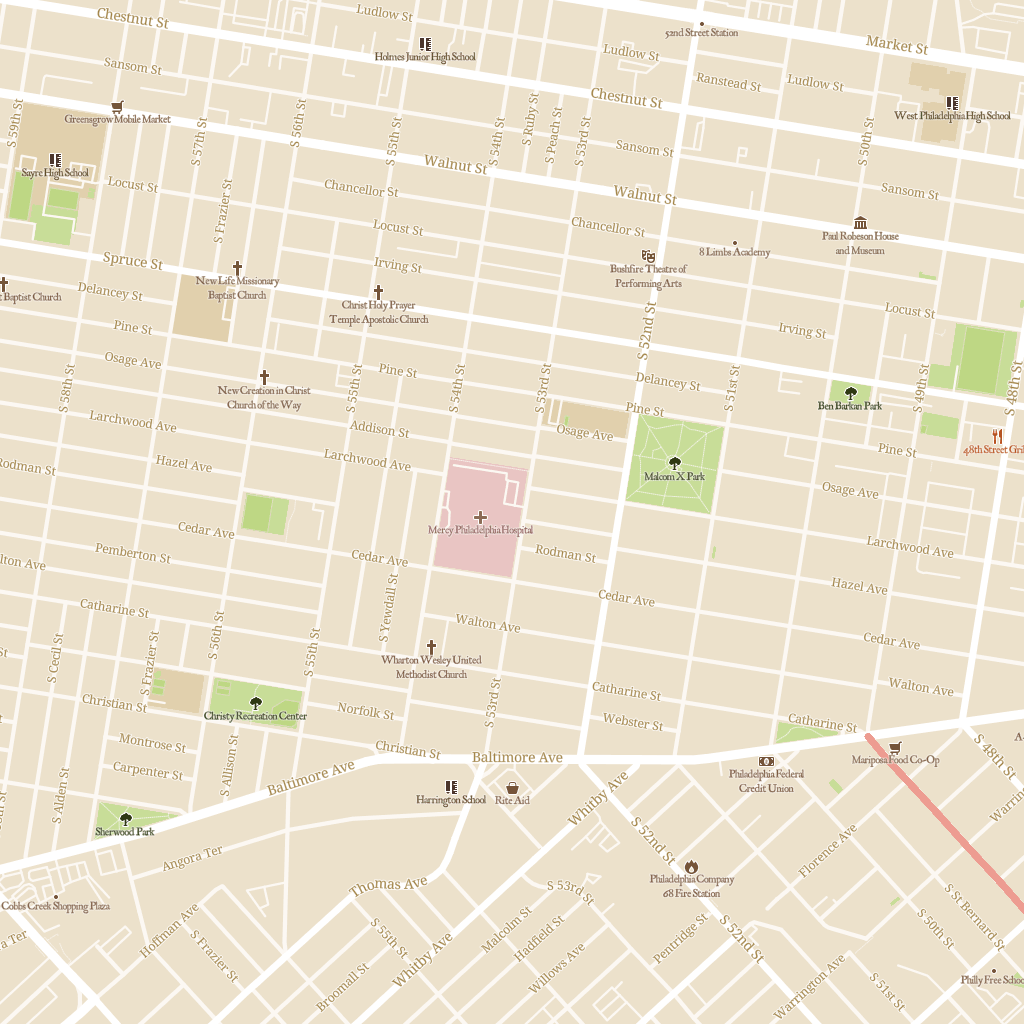 Chestnut St
Ludlow St
52nd Street Station
Market St
Holmes Junior High School
Ludlow St
Sansom St
Ranstead St
Ludlow St
Chestnut St
West Philadelphia High School
S 59th St
Greensgrow Mobile Market
S 57th St
S 56th St
S 55th St
S 54th St
S Ruby St
S Peach St
S 53rd St
S 50th St
Sayre High School
Walnut St
Sansom St
Locust St
Chancellor St
Walnut St
Sansom St
S Frazier St
Locust St
Chancellor St
Paul Robeson House
and Museum
8 Limbs Academy
Spruce St
Irving St
Bushfire Theatre of
Performing Arts
New Life Missionary
Baptist Church
t Baptist Church
Delancey St
Christ Holy Prayer
Temple Apostolic Church
Locust St
Pine St
S 52nd St
Irving St
Osage Ave
Pine St
Delancey St
S 58th St
New Creation in Christ
Church of the Way
S 55th St
S 54th St
S 53rd St
S 51st St
S 49th St
S 48th St
Ben Barkan Park
Pine St
Larchwood Ave
Addison St
Osage Ave
48th Street Gril
Pine St
Rodman St
Hazel Ave
Larchwood Ave
Malcom X Park
Osage Ave
Mercy Philadelphia Hospital
Cedar Ave
Larchwood Ave
lton Ave
Pemberton St
Cedar Ave
Rodman St
Hazel Ave
Catharine St
S Yewdall St
Cedar Ave
Walton Ave
Cedar Ave
S Cecil St
S Frazier St
S 56th St
S 55th St
Wharton Wesley United
Methodist Church
St
Walton Ave
Catharine St
Christian St
Christy Recreation Center
Norfolk St
S 53rd St
Webster St
Catharine St
Montrose St
Christian St
Baltimore Ave
Mariposa Food Co-Op
S 48th St
A-
Carpenter St
S Allison St
Baltimore Ave
Philadelphia Federal
Credit Union
S Alden St
Harrington School
Rite Aid
Whitby Ave
Warring
Sherwood Park
S 52nd St
Florence Ave
Angora Ter
Thomas Ave
Philadelphia Company
68 Fire Station
S 53rd St
Cobbs Creek Shopping Plaza
S St Bernard St
Hoffman Ave
S 55th St
Malcolm St
Hadfield St
Pentridge St
S 52nd St
S 50th St
a Ter
S Frazier St
Whitby Ave
Willows Ave
Broomall St
Warrington Ave
S 51st St
Philly Free Schoo